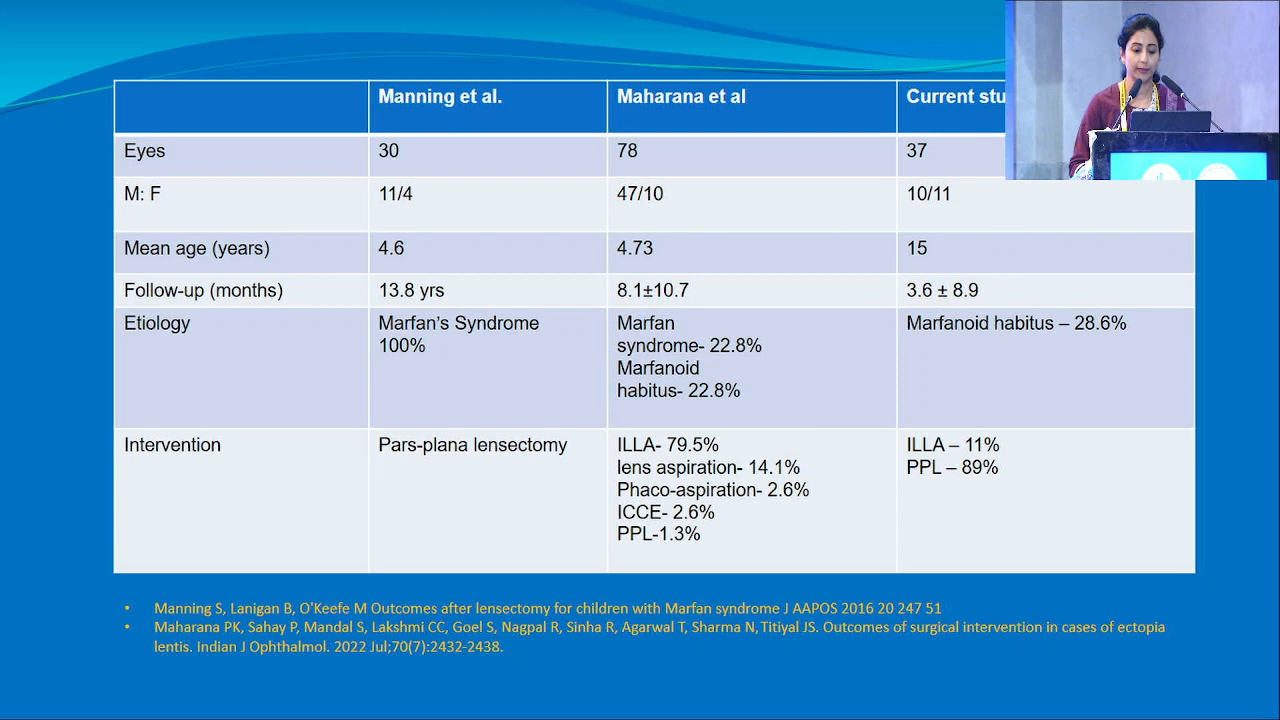 Manning et al.
Maharana et al
Current stu
Eyes
30
78
37
M: F
11/4
47/10
10/11
Mean age (years)
4.6
4.73
15
Follow-up (months)
13.8 yrs
8.1±10.7
3.6 ± 8.9
Etiology
Marfan’s Syndrome
100%
Marfan
syndrome- 22.8%
Marfanoid
habitus- 22.8%
Marfanoid habitus – 28.6%
Intervention
Pars-plana lensectomy
ILLA- 79.5%
lens aspiration- 14.1%
Phaco-aspiration- 2.6%
ICCE- 2.6%
PPL-1.3%
ILLA – 11%
PPL – 89%
• Manning S, Lanigan B, O'Keefe M Outcomes after lensectomy for children with Marfan syndrome J AAPOS 2016 20 247 51
• Maharana PK, Sahay P, Mandal S, Lakshmi CC, Goel S, Nagpal R, Sinha R, Agarwal T, Sharma N,Titiyal JS. Outcomes of surgical intervention in cases of ectopia
lentis. Indian J Ophthalmol. 2022 Jul;70(7):2432-2438.